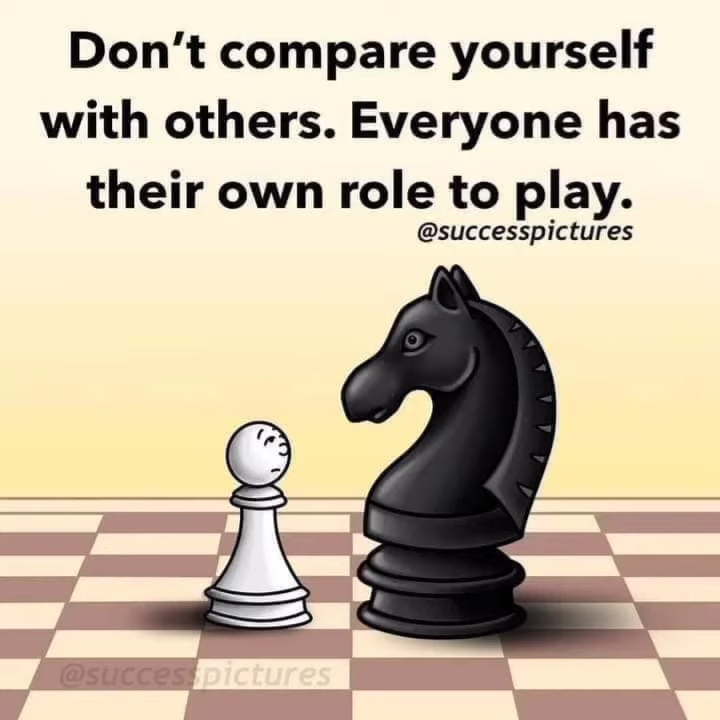 Don’t compare yourself
with others. Everyone has
their own role to play.
@successpictures
@successpictures